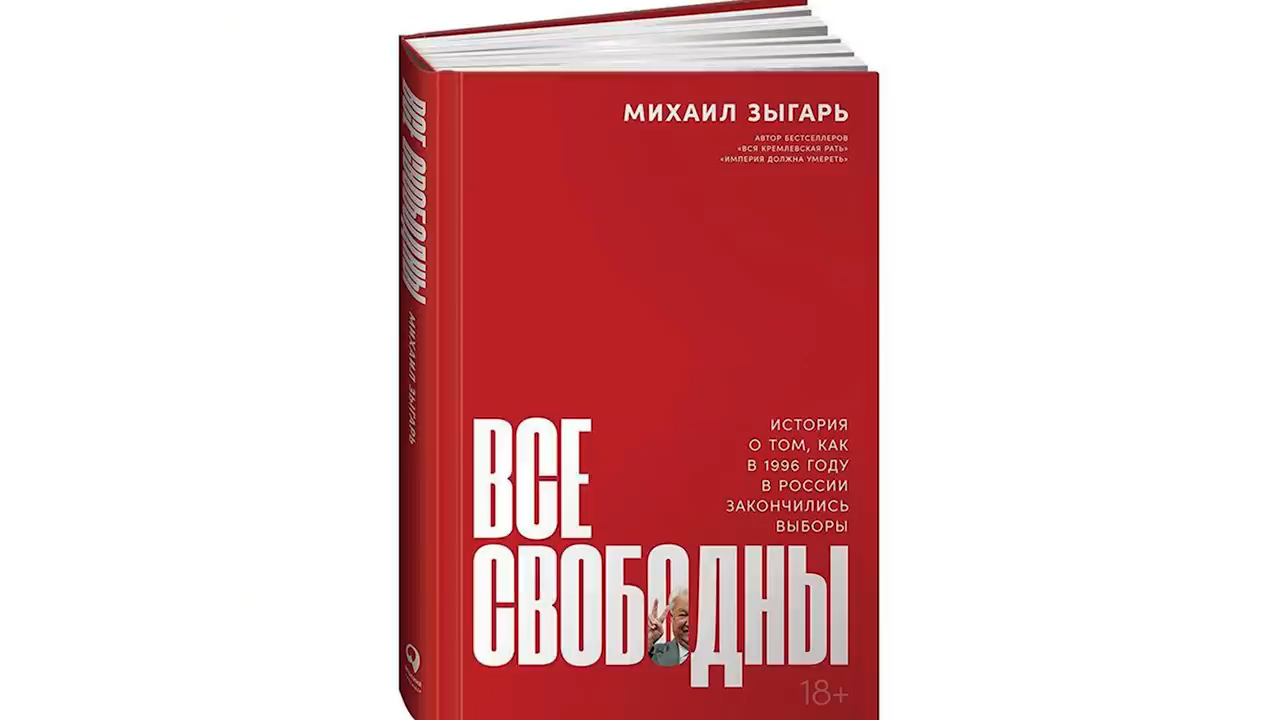 МИХАИЛ ЗЫГАРЬ
АВТОР БЕСТСЕЛЛЕРОВ
«ВСЯ КРЕМЛЕВСКАЯ РАТЬ»
«ИМПЕРИЯ ДОЛЖНА УМЕРЕТЬ»
ИСТОРИЯ
О ТОМ, КАК
В 1996 ГОДУ
В РОССИИ
ЗАКОНЧИЛИСЬ
ВЫБОРЫ
ВСЕ
СВОБОДНЫ
18+
ВСЕ СВОБОДНЫ
МИХАИЛ ЗЫГАРЬ